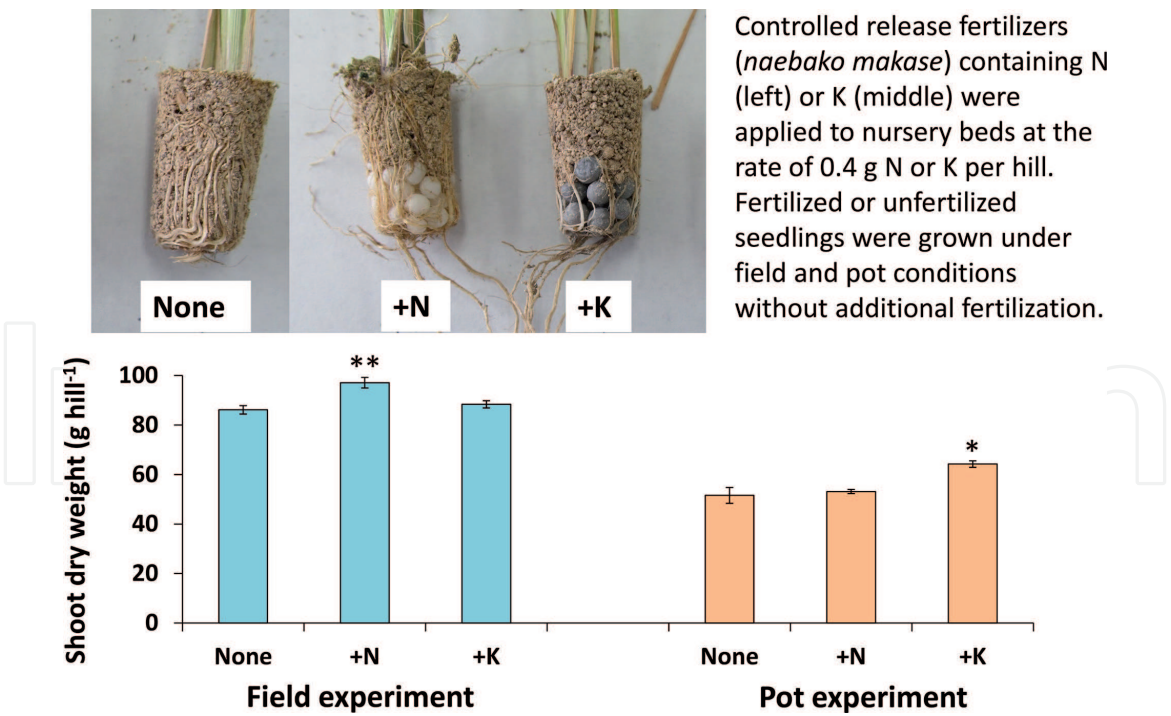 Controlled release fertilizers
(naebako makase) containing N
(left) or K (middle) were
applied to nursery beds at the
rate of 0.4 g N or K per hill.
Fertilized or unfertilized
seedlings were grown under
field and pot conditions
without additional fertilization.
None +N +K
Shoot dry weight (g hill-1)
100
80
60
40
20
0
** *
None +N +K None +N +K
Field experiment Pot experiment